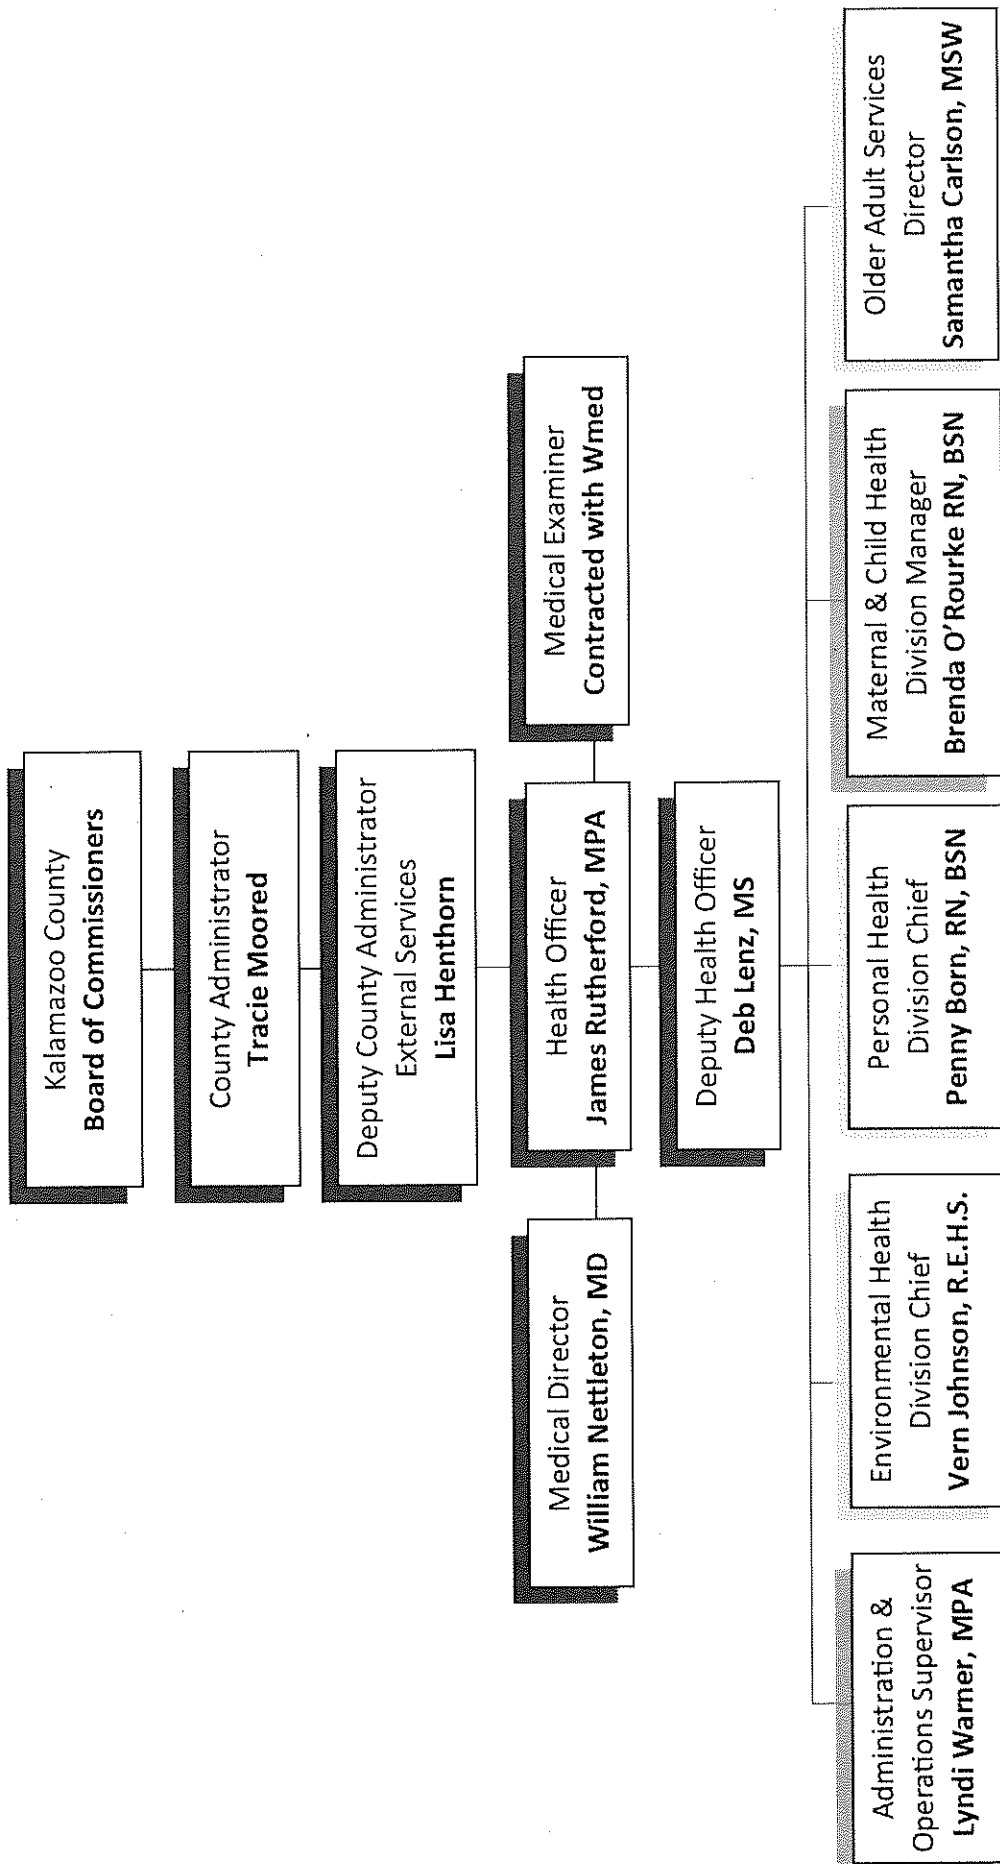 Kalamazoo County
Board of Commissioners
County Administrator
Tracie Moored
Deputy County Administrator
External Services
Lisa Henthorn
Medical Director
William Nettleton, MD
Health Officer
James Rutherford, MPA
Medical Examiner
Contracted with Wmed
Deputy Health Officer
Deb Lenz, MS
Administration &
Operations Supervisor
Lyndi Warner, MPA
Environmental Health
Division Chief
Vern Johnson, R.E.H.S.
Personal Health
Division Chief
Penny Born, RN, BSN
Maternal & Child Health
Division Manager
Brenda O'Rourke RN, BSN
Older Adult Services
Director
Samantha Carlson, MSW